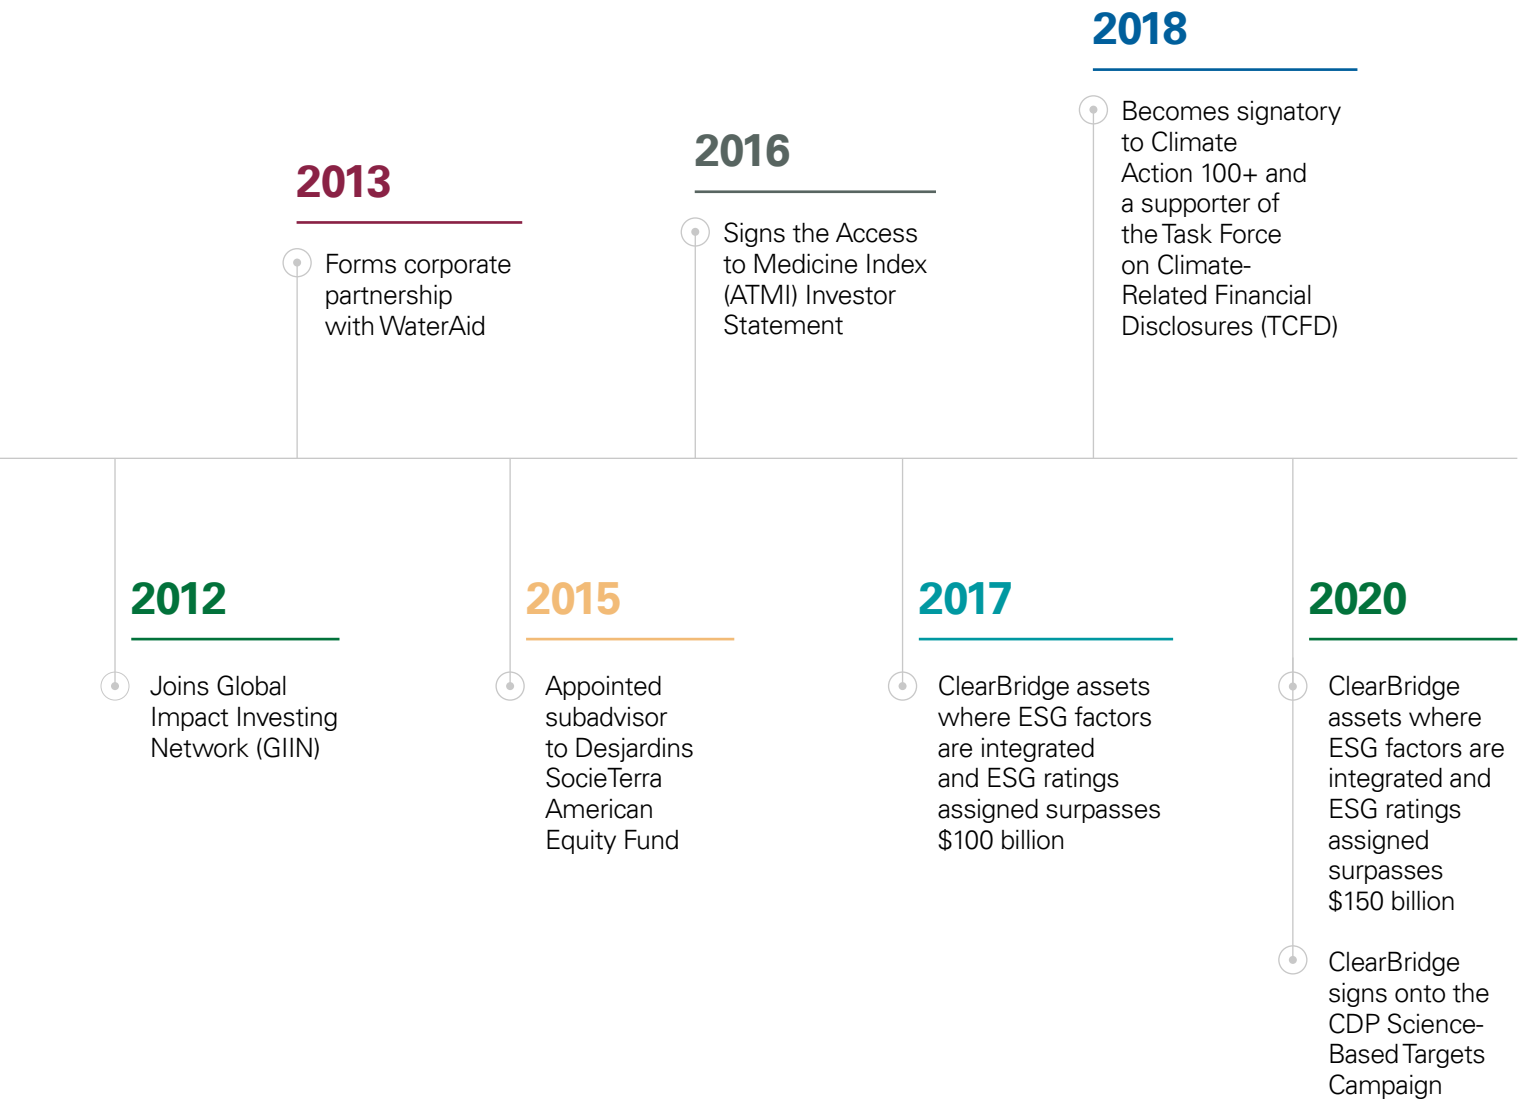 2018
Becomes signatory
to Climate
Action 100+ and
a supporter of
the Task Force
on Climate-
Related Financial
Disclosures (TCFD)
2016
Signs the Access
to Medicine Index
(ATMI) Investor
Statement
2013
Forms corporate
partnership
with WaterAid
2012
Joins Global
Impact Investing
Network (GIIN)
2015
Appointed
subadvisor
to Desjardins
SocieTerra
American
Equity Fund
2017
ClearBridge assets
where ESG factors
are integrated
and ESG ratings
assigned surpasses
$100 billion
2020
ClearBridge
assets where
ESG factors are
integrated and
ESG ratings
assigned
surpasses
$150 billion
ClearBridge
signs onto the
CDP Science-
Based Targets
Campaign